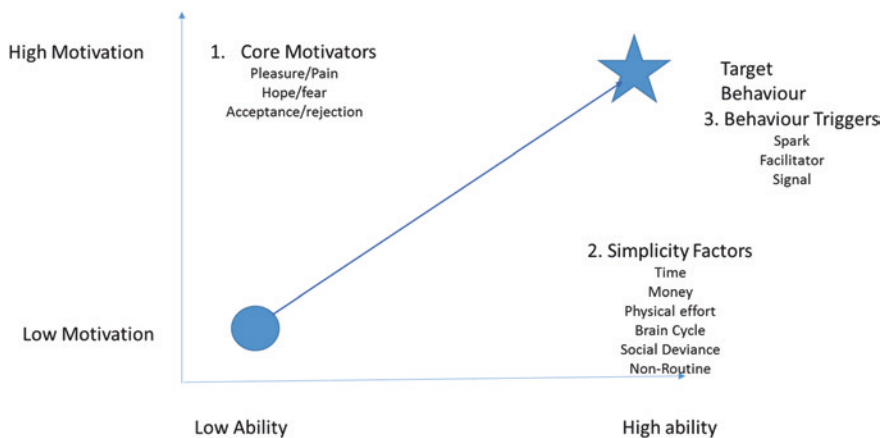 High Motivation
1. Core Motivators
Pleasure/Pain
Hope/fear
Acceptance/rejection
Target
Behaviour
3. Behaviour Triggers
Spark
Facilitator
Signal
2. Simplicity Factors
Time
Money
Physical effort
Brain Cycle
Social Deviance
Non-Routine
Low Motivation
Low Ability
High ability